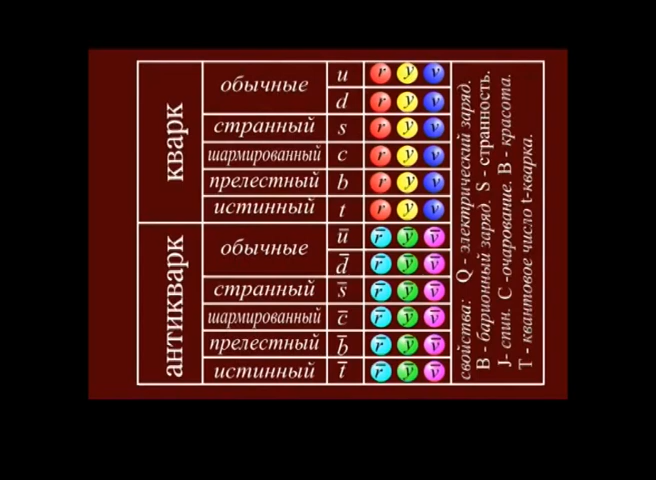 кварк
обычные u r y v
d r y v
странный s r y v
шармированный c r y v
прелестный b r y v
истинный t r y v
антикварк
обычные u̅ r̅ y̅ v̅
d̅ r̅ y̅ v̅
странный s̅ r̅ y̅ v̅
шармированный c̅ r̅ y̅ v̅
прелестный b̅ r̅ y̅ v̅
истинный t̅ r̅ y̅ v̅
свойства: Q - электрический заряд.
B - барионный заряд. S - странность.
J- спин. C -очарование. B - красота.
T - квантовое число t-кварка.